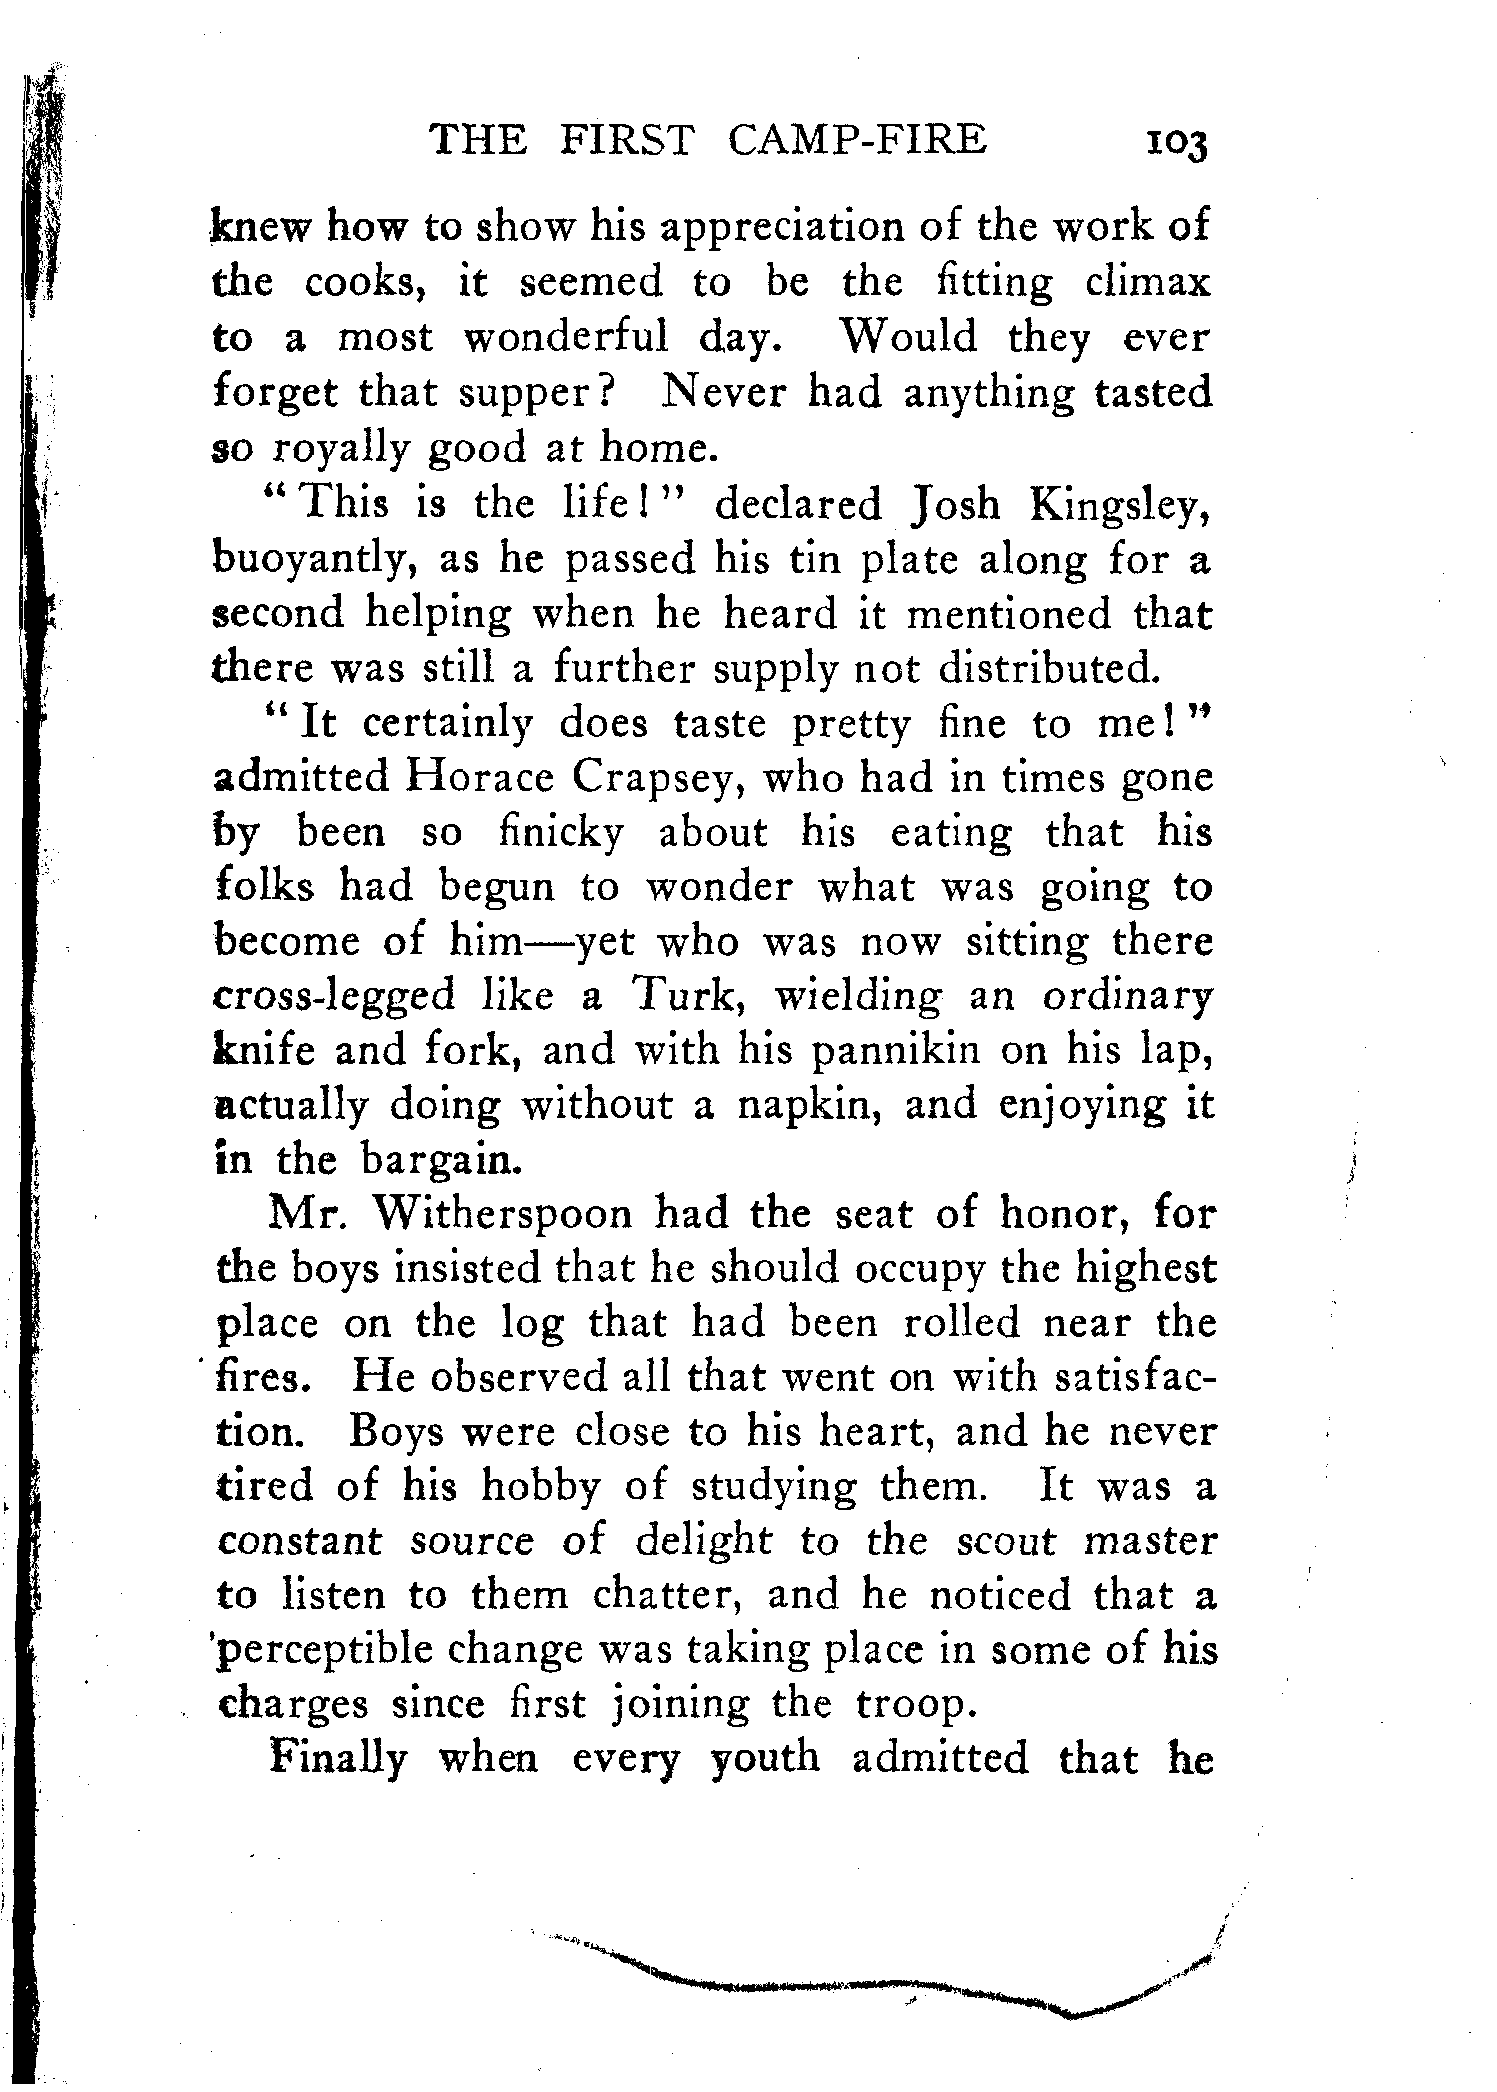 THE FIRST CAMP-FIRE 103
knew how to show his appreciation of the work of
the cooks, it seemed to be the fitting climax
to a most wonderful day. Would they ever
forget that supper? Never had anything tasted
so royally good at home.
"This is the life!" declared Josh Kingsley,
buoyantly, as he passed his tin plate along for a
second helping when he heard it mentioned that
there was still a further supply not distributed.
"It certainly does taste pretty fine to me!"
admitted Horace Crapsey, who had in times gone
by been so finicky about his eating that his
folks had begun to wonder what was going to
become of him—yet who was now sitting there
cross-legged like a Turk, wielding an ordinary
knife and fork, and with his pannikin on his lap,
actually doing without a napkin, and enjoying it
in the bargain.
Mr. Witherspoon had the seat of honor, for
the boys insisted that he should occupy the highest
place on the log that had been rolled near the
fires. He observed all that went on with satisfac-
tion. Boys were close to his heart, and he never
tired of his hobby of studying them. It was a
constant source of delight to the scout master
to listen to them chatter, and he noticed that a
perceptible change was taking place in some of his
charges since first joining the troop.
Finally when every youth admitted that he